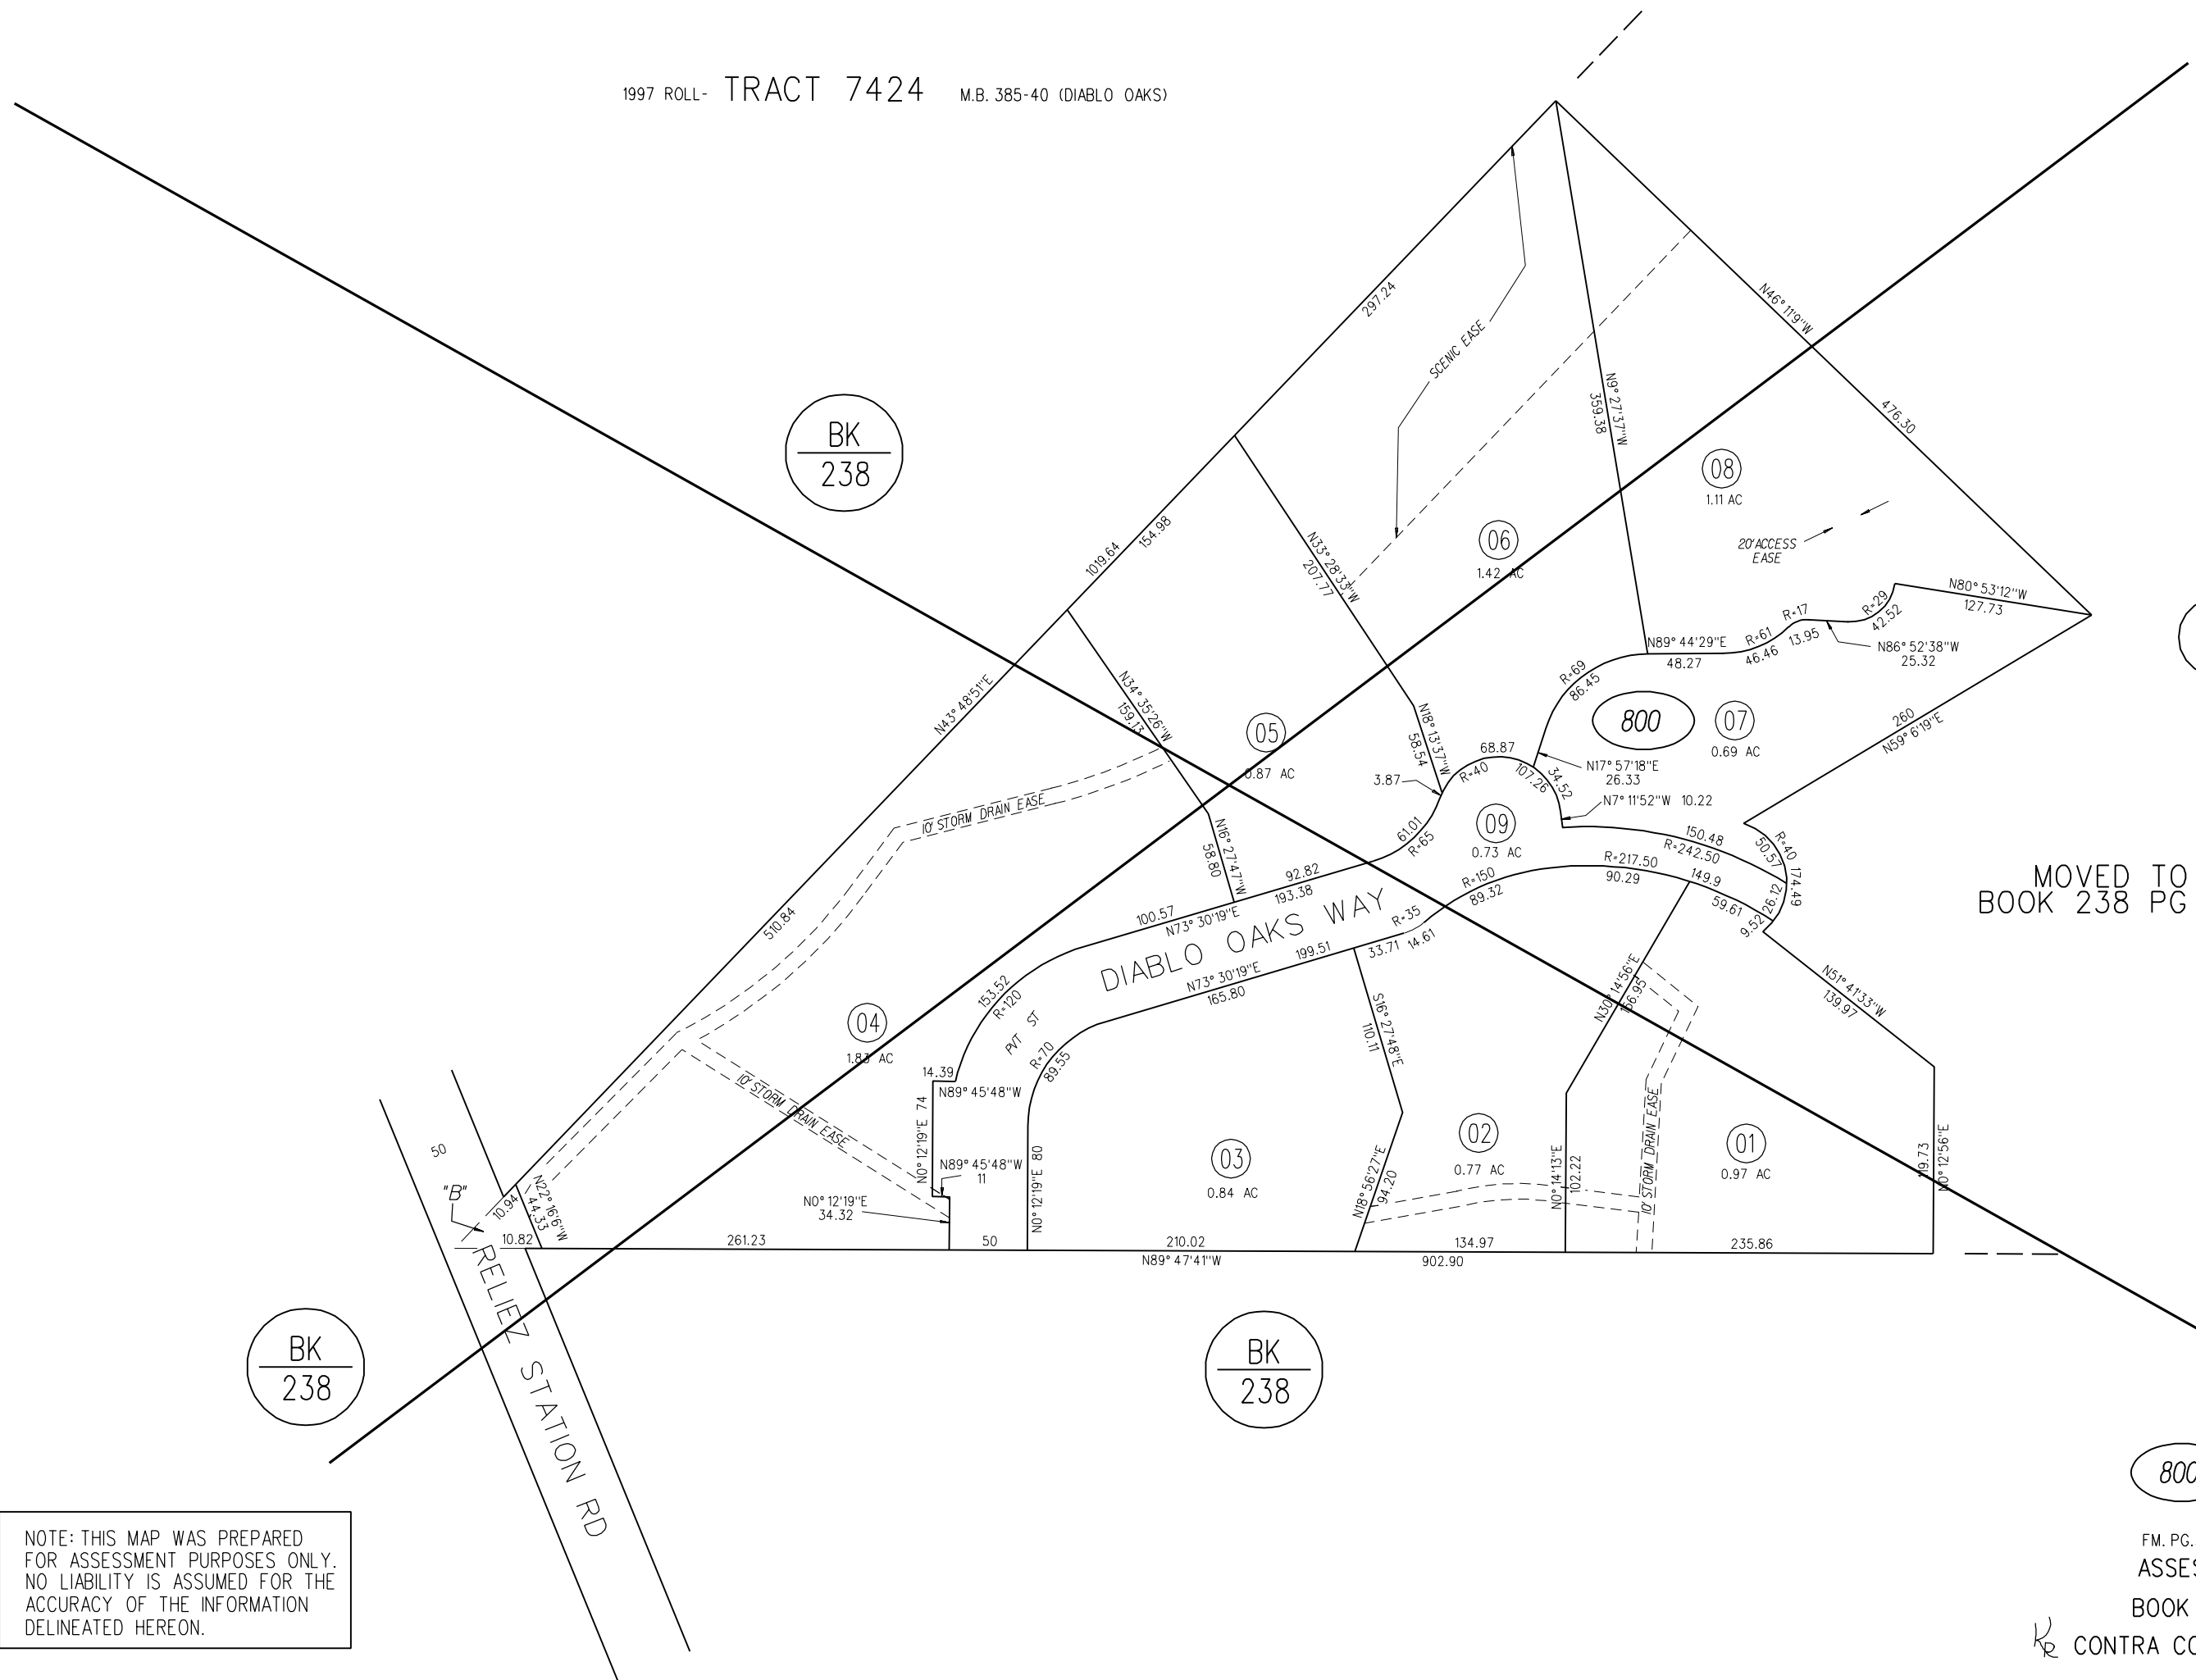 1997 ROLL- TRACT 7424 M.B. 385-40 (DIABLO OAKS)
297.24
SCENIC EASE
N46°11'9"W
476.30
N9°27'37"W
359.38
BK
238
08
1.11 AC
20' ACCESS
EASE
06
1.42 AC
1019.64
154.98
N33°28'33"W
207.77
N80°53'12"W
127.73
R=29
42.52
R=17
13.95
R=61
46.46
N86°52'38"W
25.32
N89°44'29"E
48.27
R=69
86.45
N43°48'51"E
N34°35'26"W
159.13
05
0.87 AC
N18°13'37"W
58.54
800
07
0.69 AC
260
N59°6'19"E
68.87
R=40
107.26
34.52
N17°57'18"E
26.33
3.87
N7°11'52"W 10.22
10' STORM DRAIN EASE
N16°27'47"W
58.80
61.01
R=65
09
0.73 AC
150.48
R=242.50
R=40
50.57
174.49
R=217.50
90.29
149.9
59.61
26.12
9.52
MOVED TO
BOOK 238 PG
92.82
193.38
R=150
89.32
100.57
N73°30'19"E
DIABLO OAKS WAY
R=35
14.61
33.71
199.51
N73°30'19"E
165.80
510.84
153.52
R=120
PVT ST
R=70
89.55
N51°41'33"W
139.97
N30°14'56"E
156.95
S16°27'48"E
110.11
04
1.83 AC
14.39
N89°45'48"W
10' STORM DRAIN EASE
N0°12'19"E 74
N89°45'48"W
11
N0°12'19"E
34.32
N0°12'19"E 80
03
0.84 AC
02
0.77 AC
N18°56'27"E
94.20
N0°14'13"E
102.22
10' STORM DRAIN EASE
01
0.97 AC
119.73
N0°12'56"E
50
"B"
10.94
N22°16'6"W
44.33
10.82
261.23
50
210.02
134.97
235.86
N89°47'41"W
902.90
RELIEZ STATION RD
BK
238
BK
238
800
NOTE: THIS MAP WAS PREPARED
FOR ASSESSMENT PURPOSES ONLY.
NO LIABILITY IS ASSUMED FOR THE
ACCURACY OF THE INFORMATION
DELINEATED HEREON.
FM. PG.
ASSES
BOOK
KR CONTRA CO